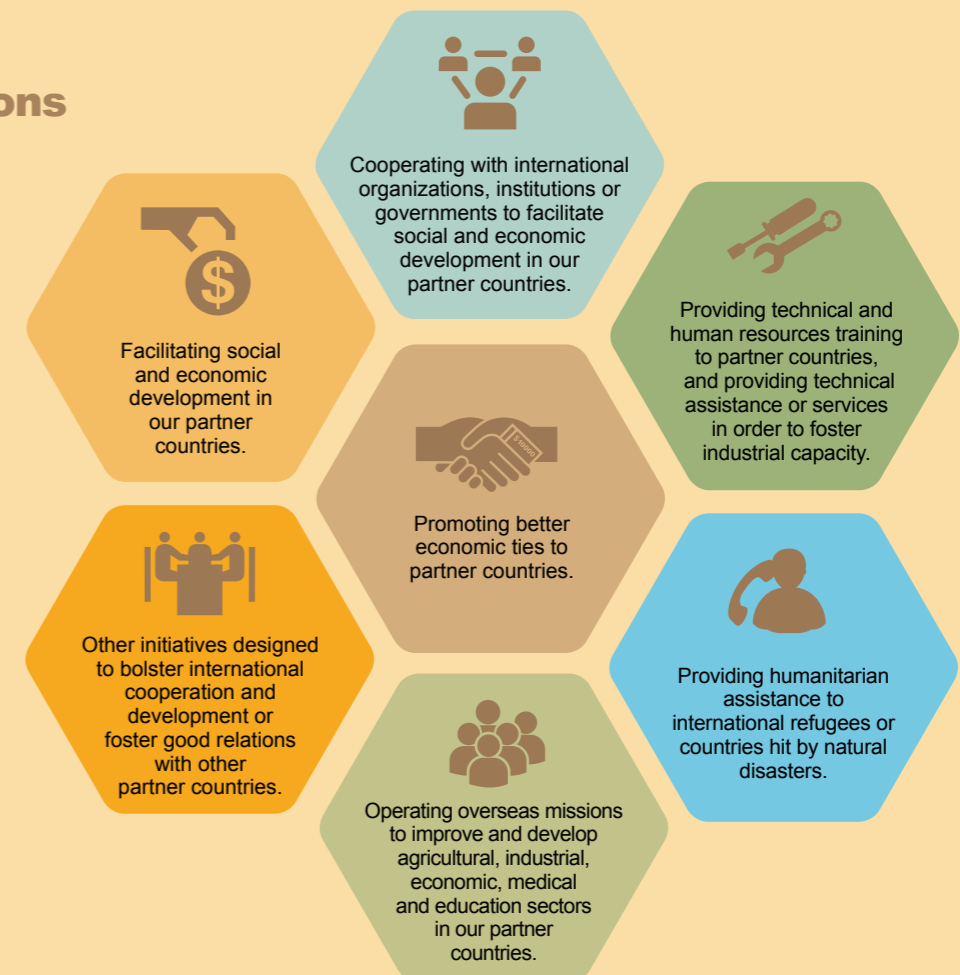 ons
Cooperating with international
organizations, institutions or
governments to facilitate
social and economic
development in our
partner countries.
$
Facilitating social
and economic
development in
our partner
countries.
Providing technical and
human resources training
to partner countries,
and providing technical
assistance or services
in order to foster
industrial capacity.
$10000
Promoting better
economic ties to
partner countries.
Other initiatives designed
to bolster international
cooperation and
development or
foster good relations
with other
partner countries.
Providing humanitarian
assistance to
international refugees or
countries hit by natural
disasters.
Operating overseas missions
to improve and develop
agricultural, industrial,
economic, medical
and education sectors
in our partner
countries.